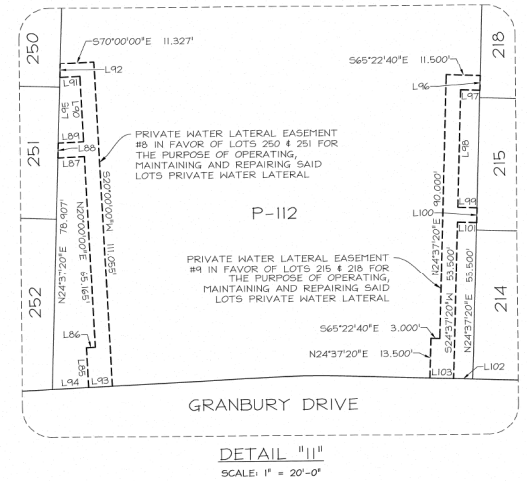 250
S70°00'00"E 11.327'
L92
L91
L90
L89
L88
L87
251
PRIVATE WATER LATERAL EASEMENT
#8 IN FAVOR OF LOTS 250 & 251 FOR
THE PURPOSE OF OPERATING,
MAINTAINING AND REPAIRING SAID
LOTS PRIVATE WATER LATERAL
S20°00'00"W 111.055'
N20°00'00"E 65.165'
N24°37'20"E 78.907'
252
L86
L85
L94
L93
P-112
S65°22'40"E 11.500'
218
L96
L97
L98
215
L99
L100
L101
N24°37'20"E 90.000'
PRIVATE WATER LATERAL EASEMENT
#9 IN FAVOR OF LOTS 215 & 218 FOR
THE PURPOSE OF OPERATING,
MAINTAINING AND REPAIRING SAID
LOTS PRIVATE WATER LATERAL
S24°37'20"W 53.500'
N24°37'20"E 53.500'
214
S65°22'40"E 3.000'
N24°37'20"E 13.500'
L102
L103
GRANBURY DRIVE
DETAIL "11"
SCALE: 1" = 20'-0"